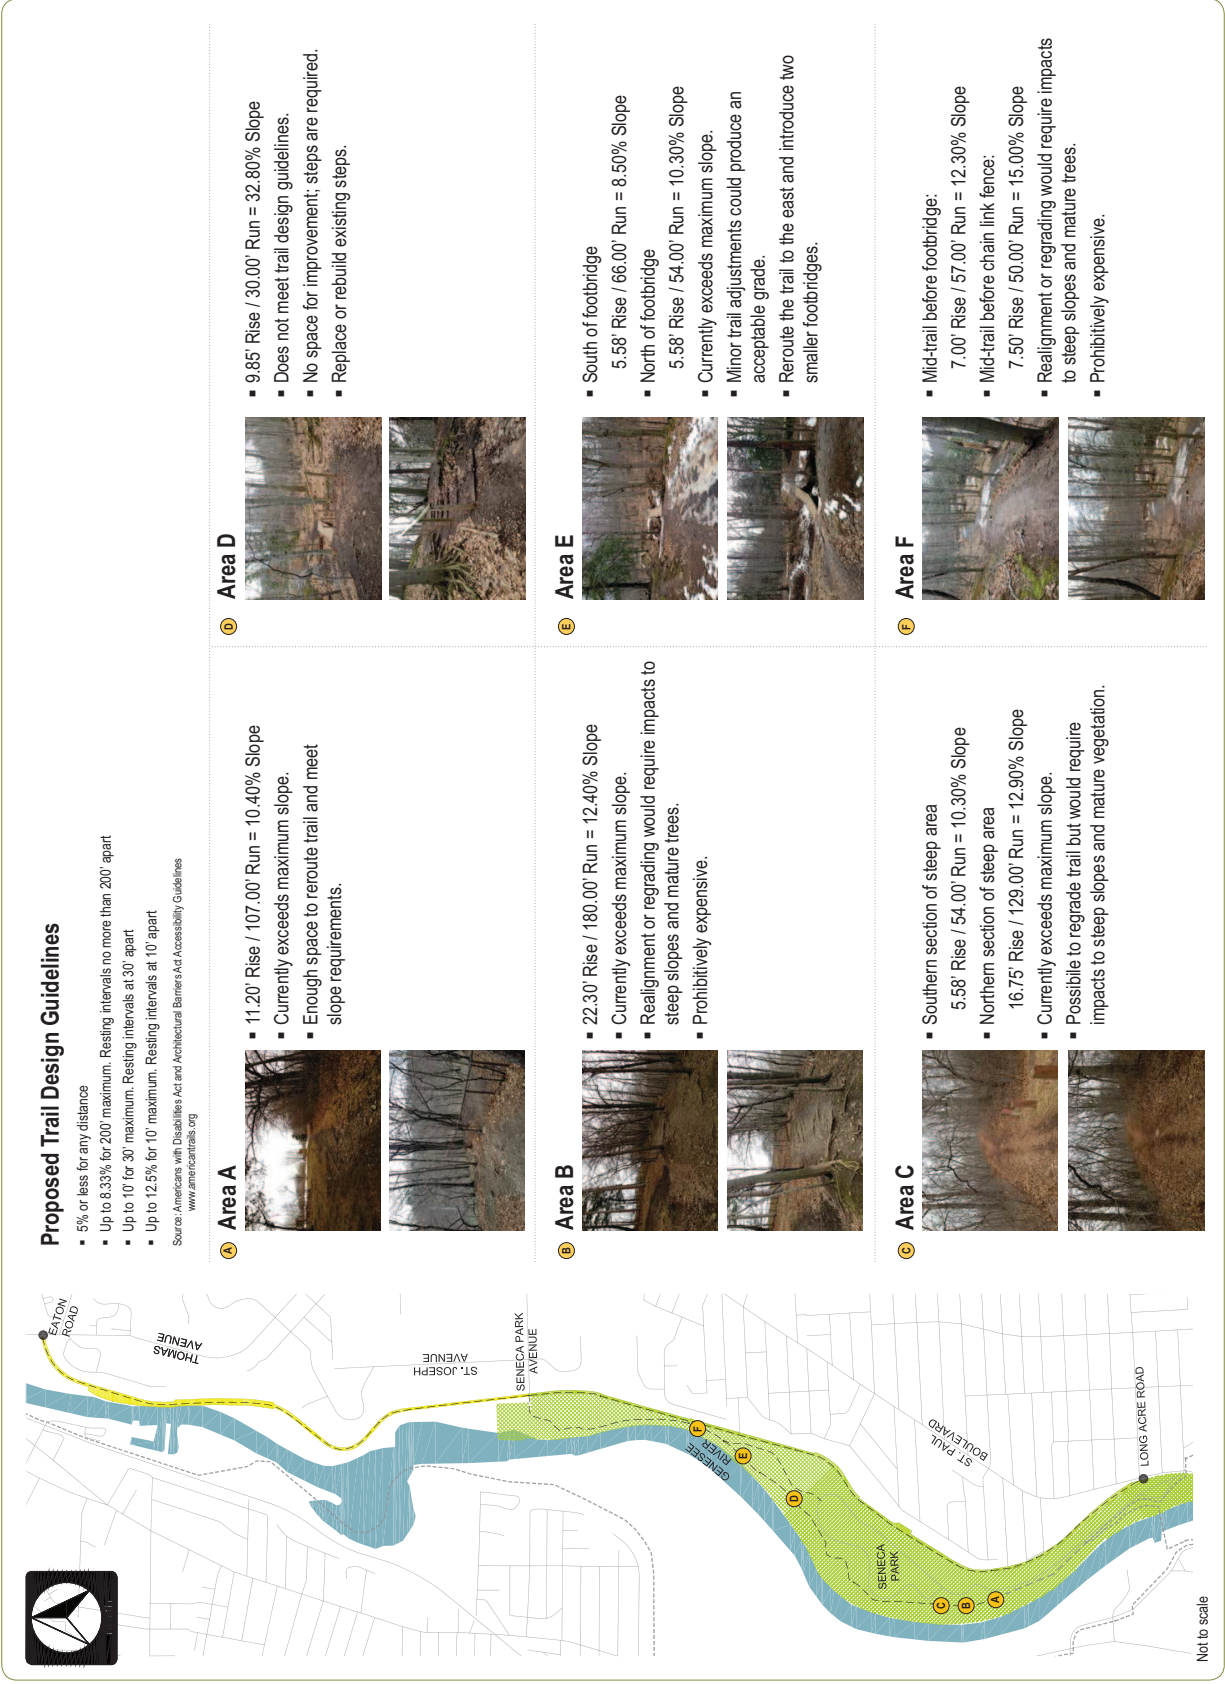 Proposed Trail Design Guidelines
▪ 5% or less for any distance
▪ Up to 8.33% for 200' maximum. Resting intervals no more than 200' apart
▪ Up to 10' for 30' maximum. Resting intervals at 30' apart
▪ Up to 12.5% for 10' maximum. Resting intervals at 10' apart
Source: Americans with Disabilities Act and Architectural Barriers Act Accessibility Guidelines
www.americantrails.org
A Area A
▪ 11.20' Rise / 107.00' Run = 10.40% Slope
▪ Currently exceeds maximum slope.
▪ Enough space to reroute trail and meet
slope requirements.
B Area B
▪ 22.30' Rise / 180.00' Run = 12.40% Slope
▪ Currently exceeds maximum slope.
▪ Realignment or regrading would require impacts to
steep slopes and mature trees.
▪ Prohibitively expensive.
C Area C
▪ Southern section of steep area
5.58' Rise / 54.00' Run = 10.30% Slope
▪ Northern section of steep area
16.75' Rise / 129.00' Run = 12.90% Slope
▪ Currently exceeds maximum slope.
▪ Possibile to regrade trail but would require
impacts to steep slopes and mature vegetation.
D Area D
▪ 9.85' Rise / 30.00' Run = 32.80% Slope
▪ Does not meet trail design guidelines.
▪ No space for improvement; steps are required.
▪ Replace or rebuild existing steps.
E Area E
▪ South of footbridge
5.58' Rise / 66.00' Run = 8.50% Slope
▪ North of footbridge
5.58' Rise / 54.00' Run = 10.30% Slope
▪ Currently exceeds maximum slope.
▪ Minor trail adjustments could produce an
acceptable grade.
▪ Reroute the trail to the east and introduce two
smaller footbridges.
F Area F
▪ Mid-trail before footbridge:
7.00' Rise / 57.00' Run = 12.30% Slope
▪ Mid-trail before chain link fence:
7.50' Rise / 50.00' Run = 15.00% Slope
▪ Realignment or regrading would require impacts
to steep slopes and mature trees.
▪ Prohibitively expensive.
EATON
ROAD
THOMAS
AVENUE
ST. JOSEPH
AVENUE
SENECA PARK
AVENUE
F
GENESEE
RIVER
E
D
ST. PAUL
BOULEVARD
LONG ACRE ROAD
SENECA
PARK
C
B
A
Not to scale